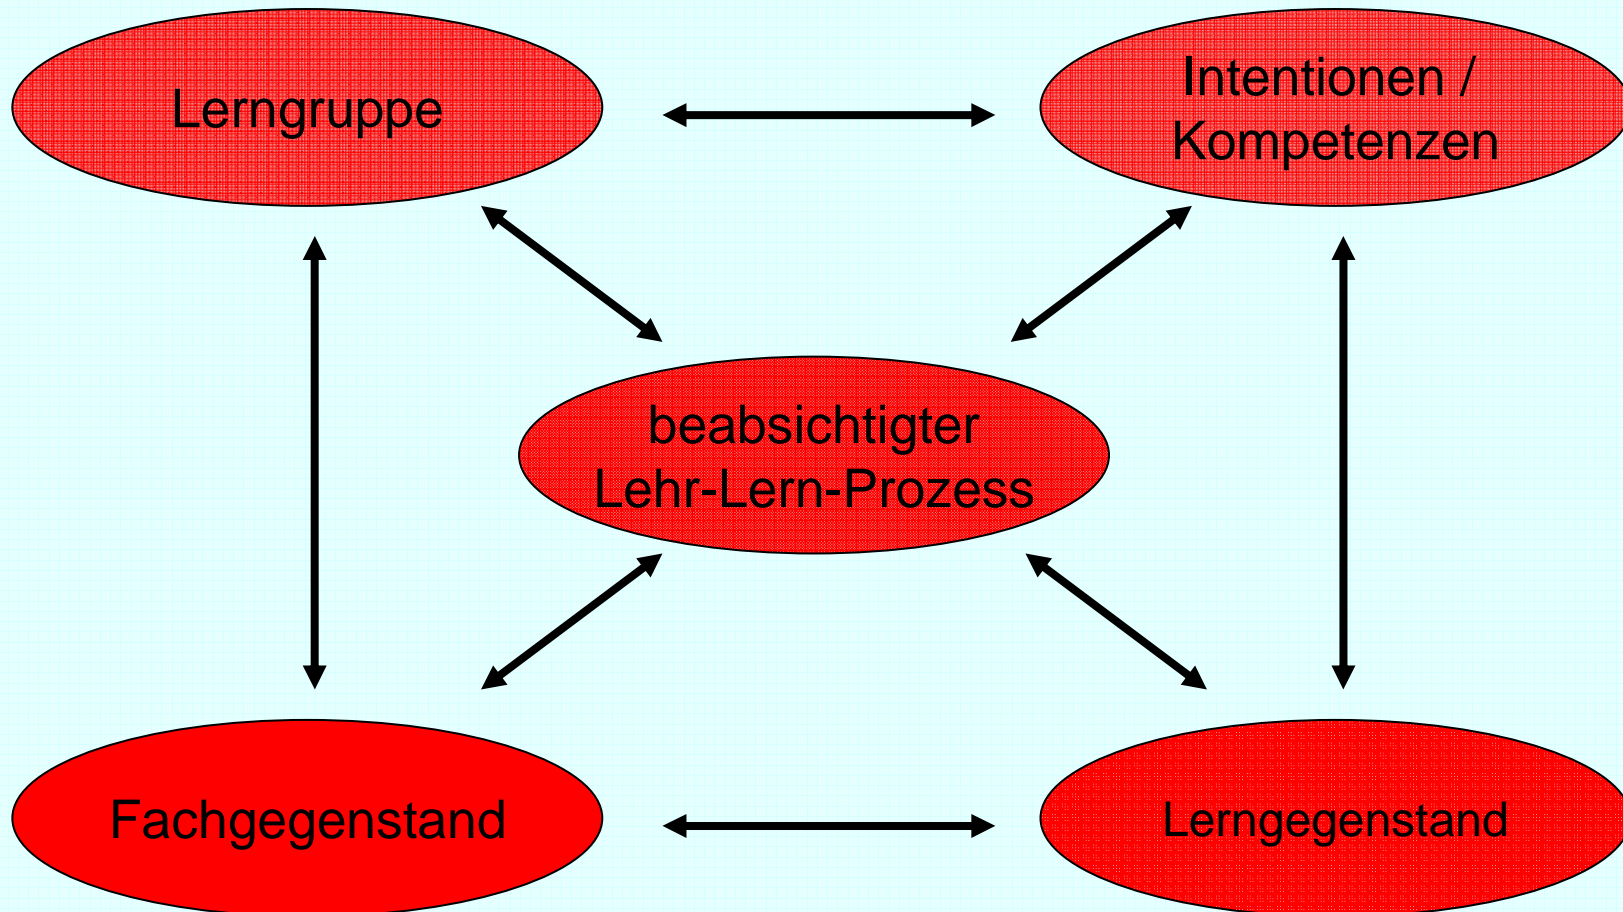 Lerngruppe
Intentionen /
Kompetenzen
beabsichtigter
Lehr-Lern-Prozess
Fachgegenstand
Lerngegenstand